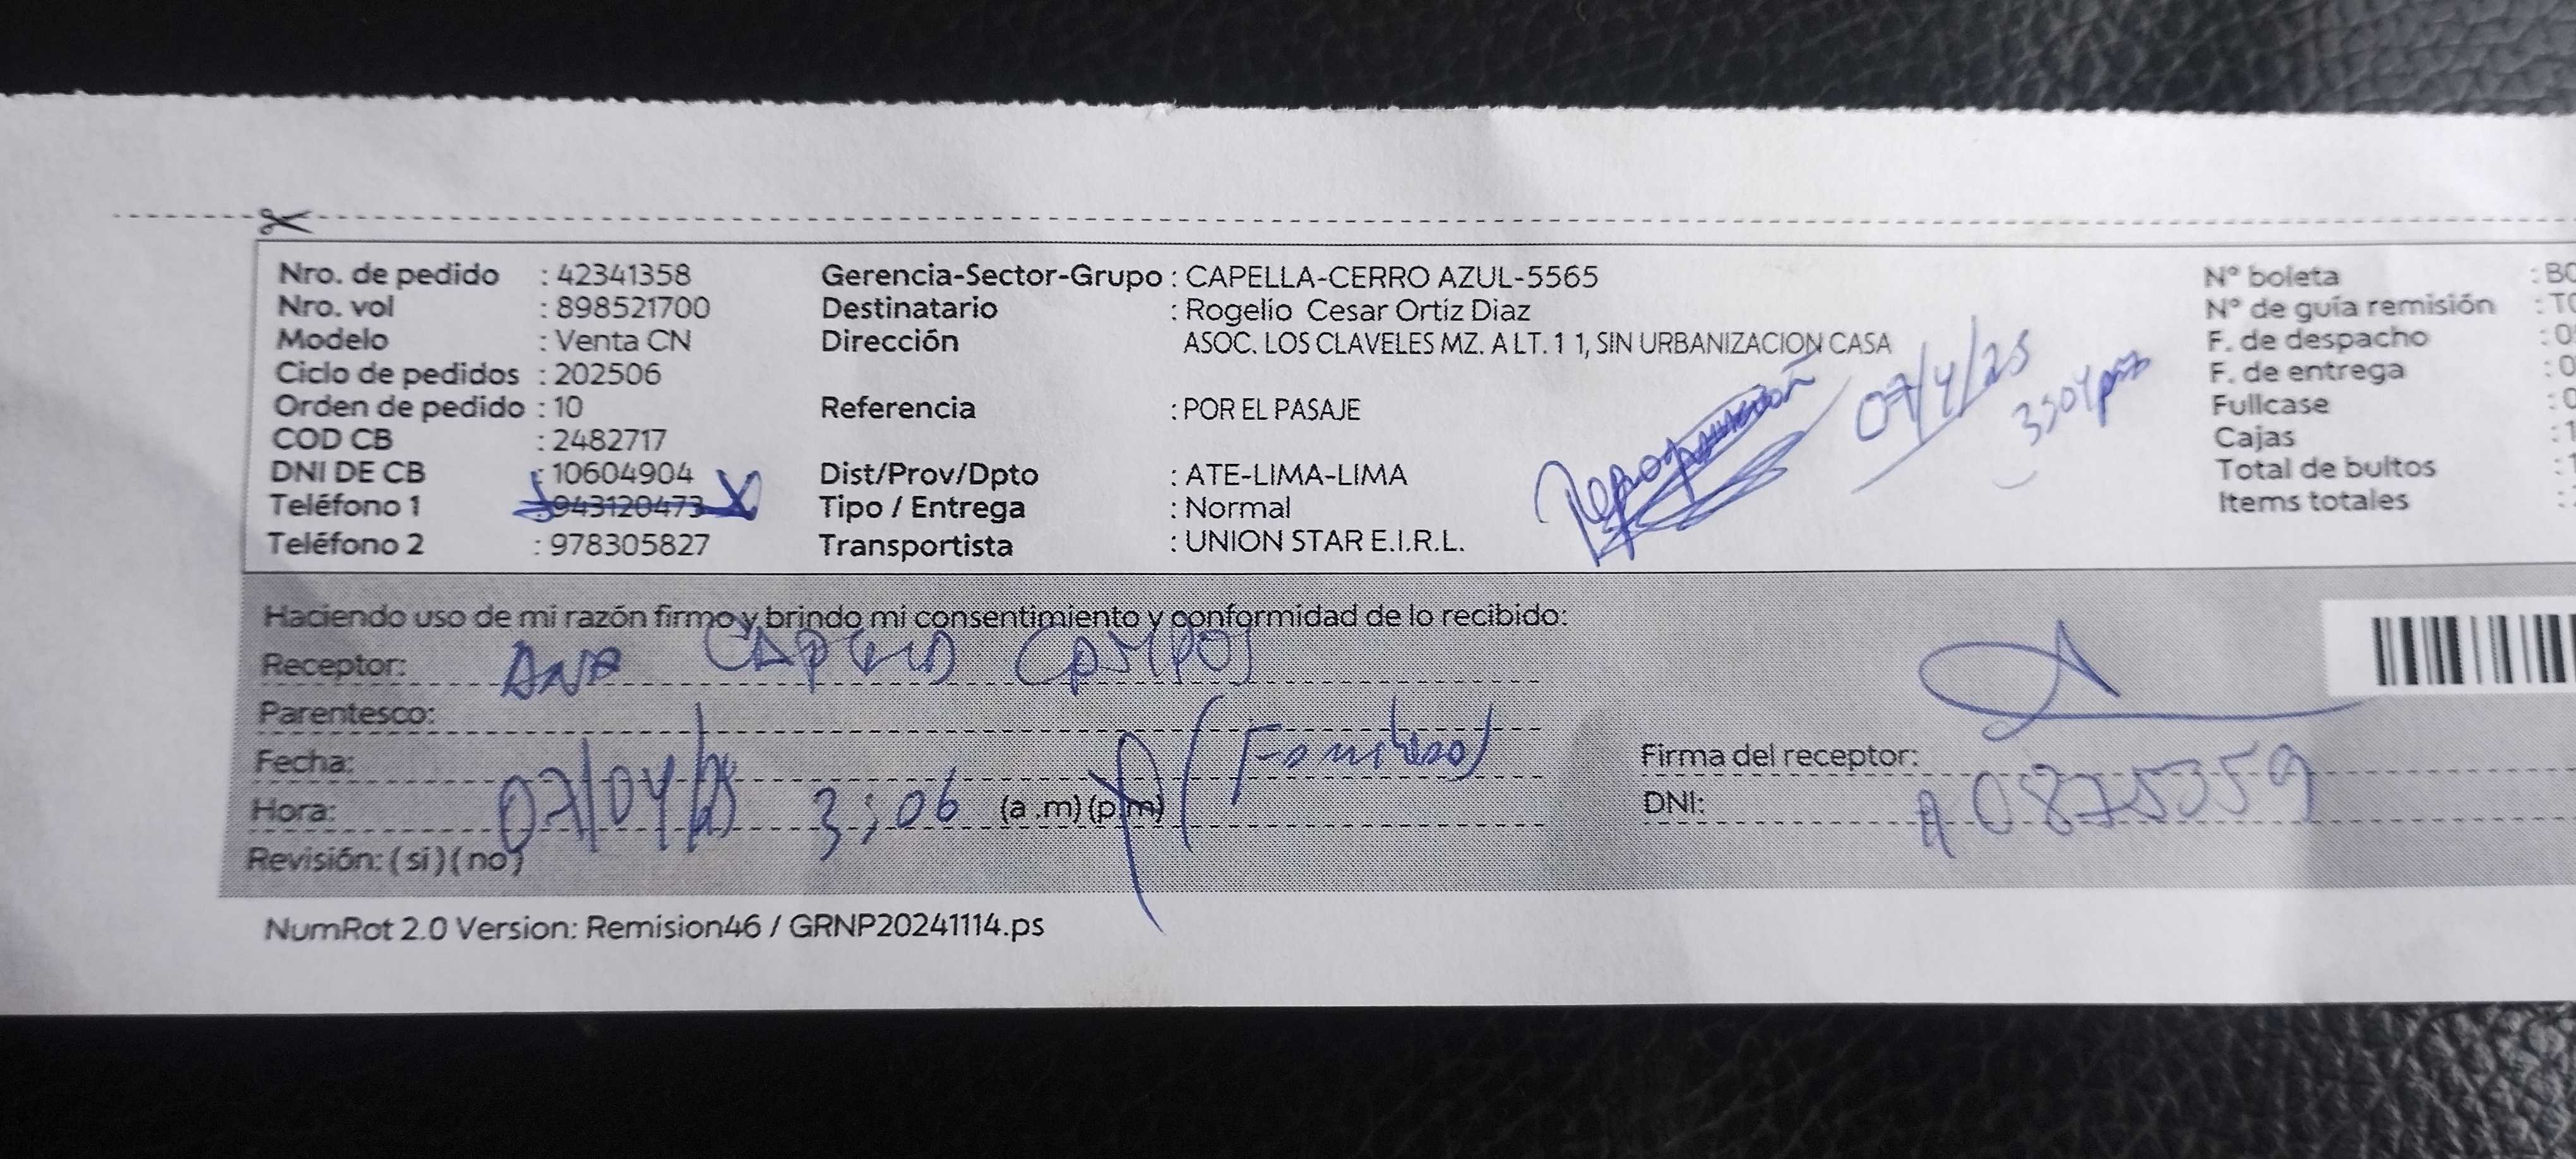 Nro. de pedido : 42341358 Gerencia-Sector-Grupo : CAPELLA-CERRO AZUL-5565 N° boleta
Nro. vol : 898521700 Destinatario : Rogelio Cesar Ortiz Diaz N° de guía remisión
Modelo : Venta CN Dirección ASOC. LOS CLAVELES MZ. A LT. 1 1, SIN URBANIZACION CASA F. de despacho
Ciclo de pedidos : 202506 07/4/25 F. de entrega
Orden de pedido : 10 Referencia : POR EL PASAJE Fullcase
COD CB : 2482717 Cajas
DNI DE CB : 10604904 Dist/Prov/Dpto : ATE-LIMA-LIMA Total de bultos
Teléfono 1 : 943120473 Tipo / Entrega : Normal Items totales
Teléfono 2 : 978305827 Transportista : UNION STAR E.I.R.L.
Haciendo uso de mi razón firmo y brindo mi consentimiento y conformidad de lo recibido:
Receptor: ANA CAMPOS
Parentesco:
Fecha: 07/04/25 Firma del receptor:
Hora: 3:06 (a.m) (p.m) DNI: 
Revisión: (si) (no)
NumRot 2.0 Version: Remision46 / GRNP20241114.ps